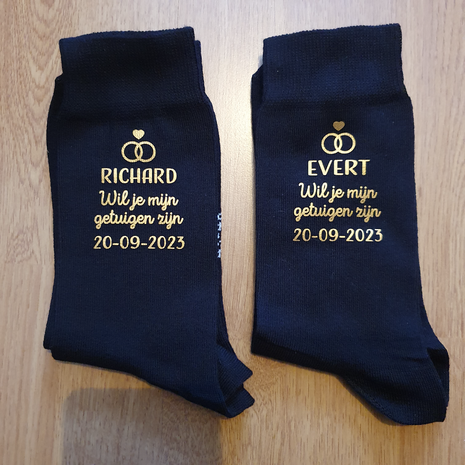 RICHARD
Wil je mijn
getuigen zijn
20-09-2023
EVERT
Wil je mijn
getuigen zijn
20-09-2023